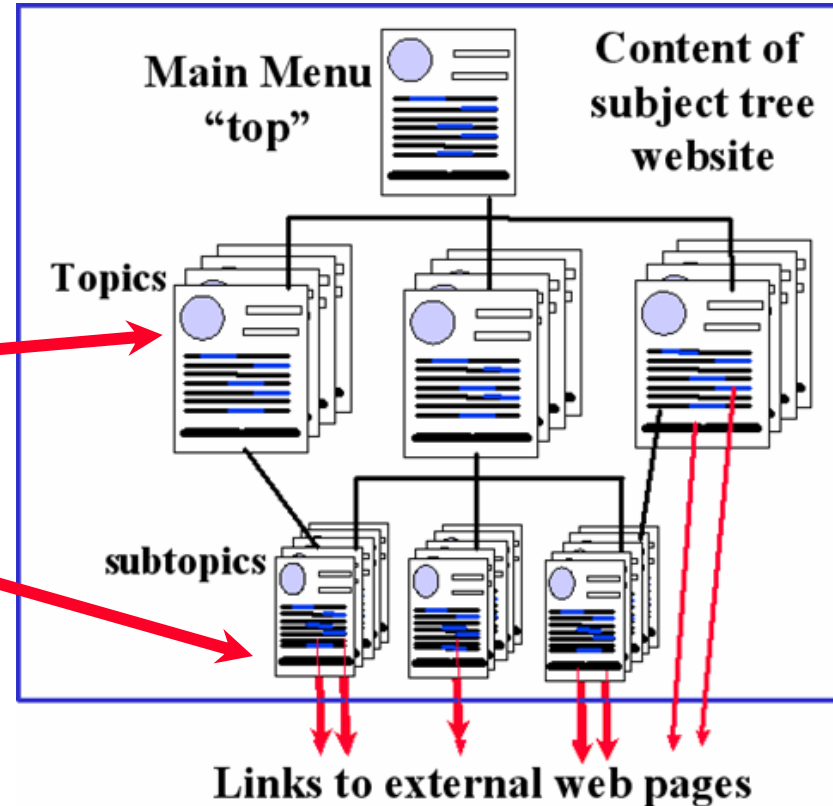 Main Menu
“top”
Content of
subject tree
website
Topics
subtopics
Links to external web pages